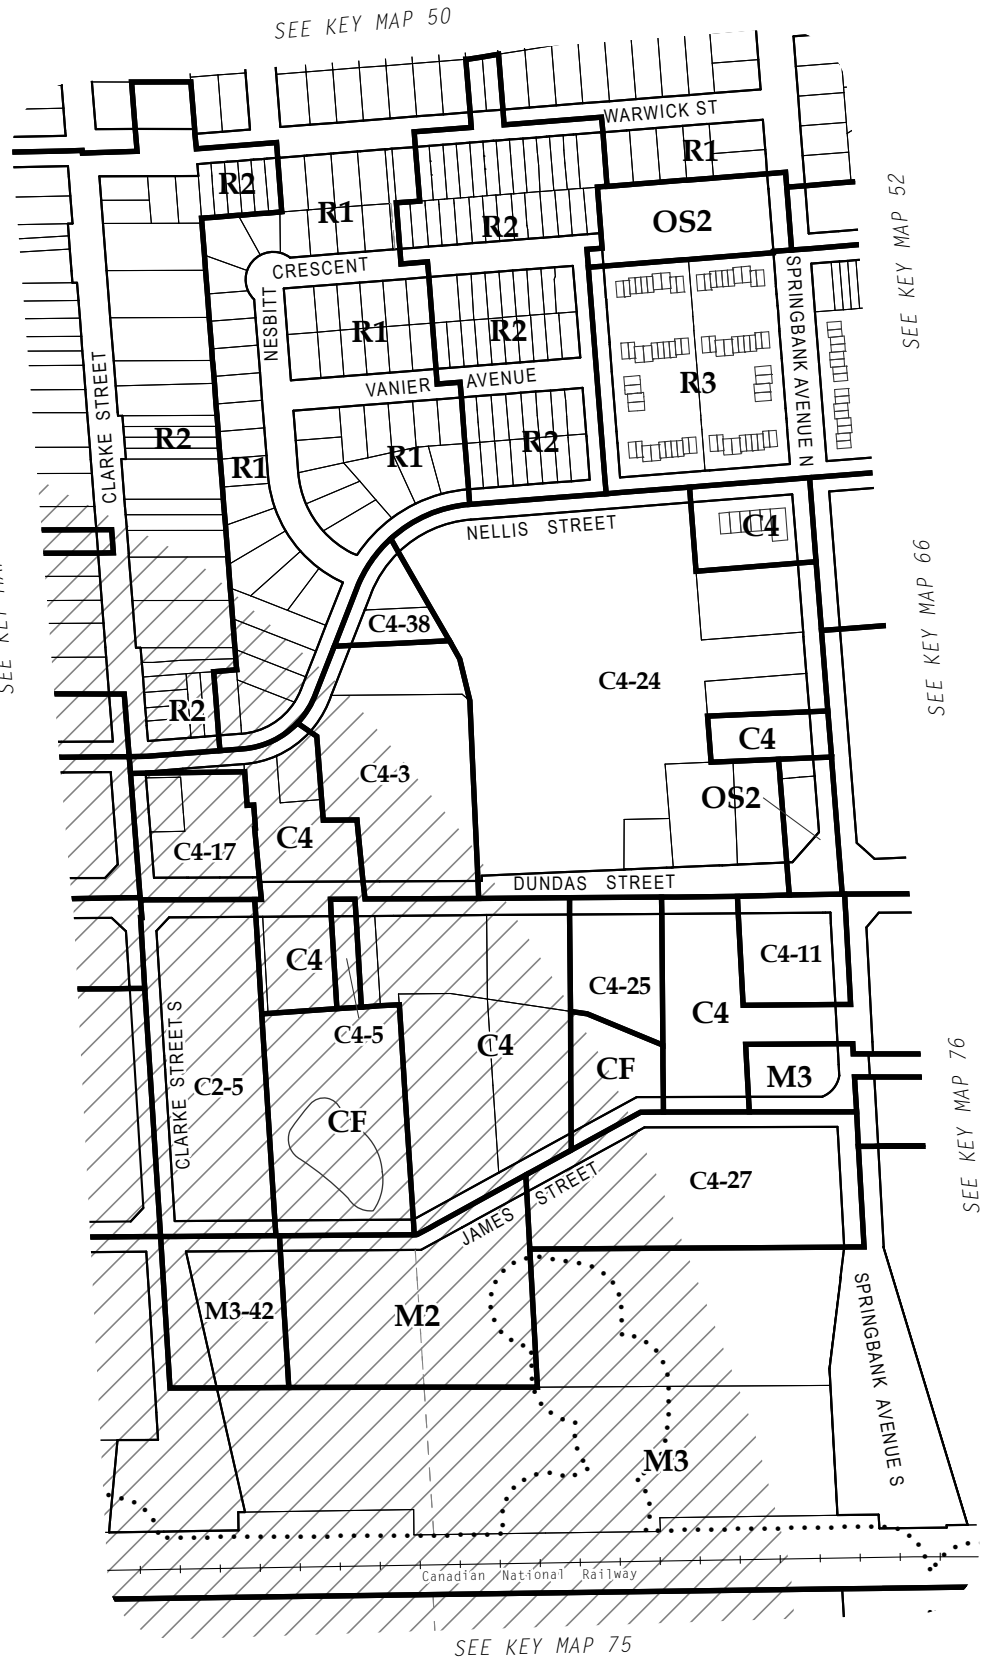 SEE KEY MAP 50
WARWICK ST
R1
R2
R1
R2
OS2
SEE KEY MAP 52
CRESCENT
NESBITT
SPRINGBANK AVENUE N
R1
R2
R3
VANIER AVENUE
CLARKE STREET
R2
R1
R1
R2
NELLIS STREET
C4
SEE KEY MAP 66
SEE KEY
C4-38
C4-24
R2
C4
C4-3
OS2
C4-17
C4
DUNDAS STREET
C4
C4-11
C4-25
C4
C4-5
C4
CF
M3
CLARKE STREET S
C2-5
CF
SEE KEY MAP 76
C4-27
JAMES STREET
M3-42
M2
SPRINGBANK AVENUE S
M3
Canadian National Railway
SEE KEY MAP 75